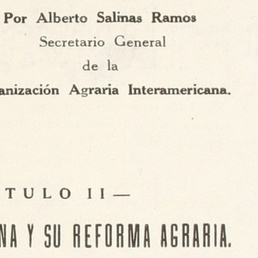 Por Alberto Salinas Ramos
Secretario General
de la
anización Agraria Interamericana.
TULO II —
NA Y SU REFORMA AGRARIA.